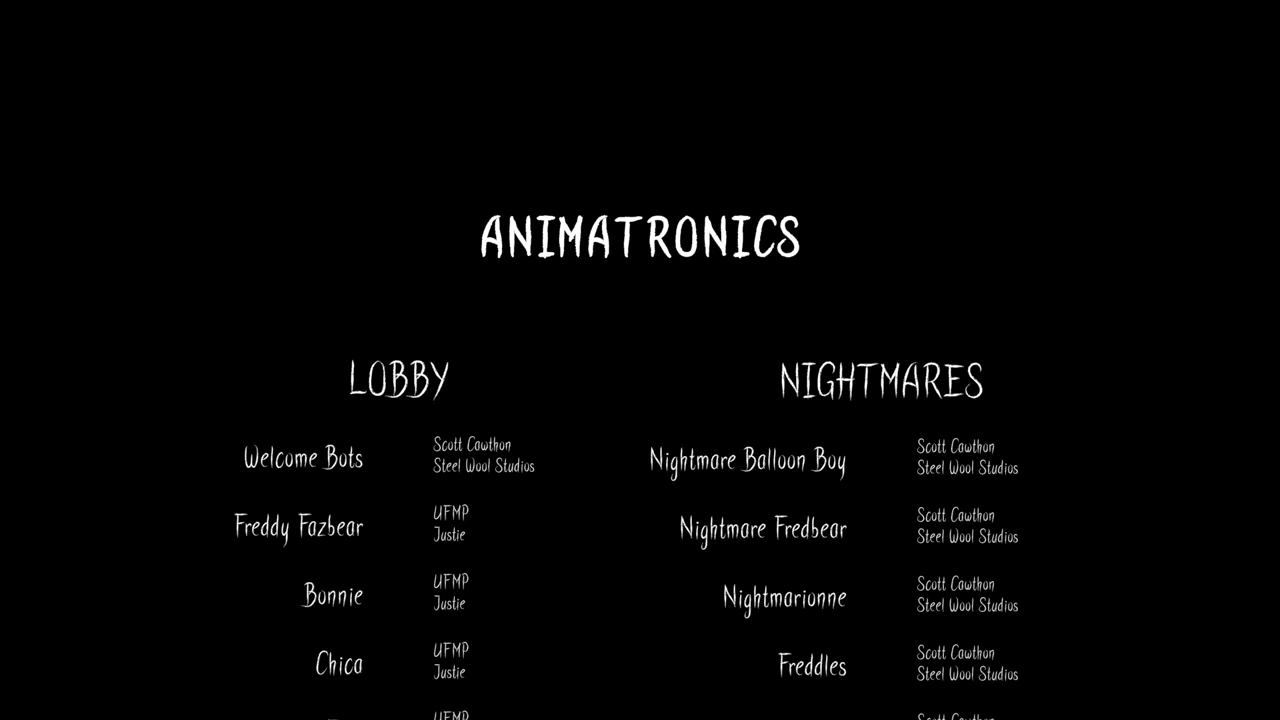 ANIMATRONICS
LOBBY
Welcome Bots
Scott Cawthon
Steel Wool Studios
Freddy Fazbear
UFMP
Justie
Bonnie
UFMP
Justie
Chica
UFMP
Justie
UFMP
NIGHTMARES
Nightmare Balloon Boy
Scott Cawthon
Steel Wool Studios
Nightmare Fredbear
Scott Cawthon
Steel Wool Studios
Nightmarionne
Scott Cawthon
Steel Wool Studios
Freddles
Scott Cawthon
Steel Wool Studios